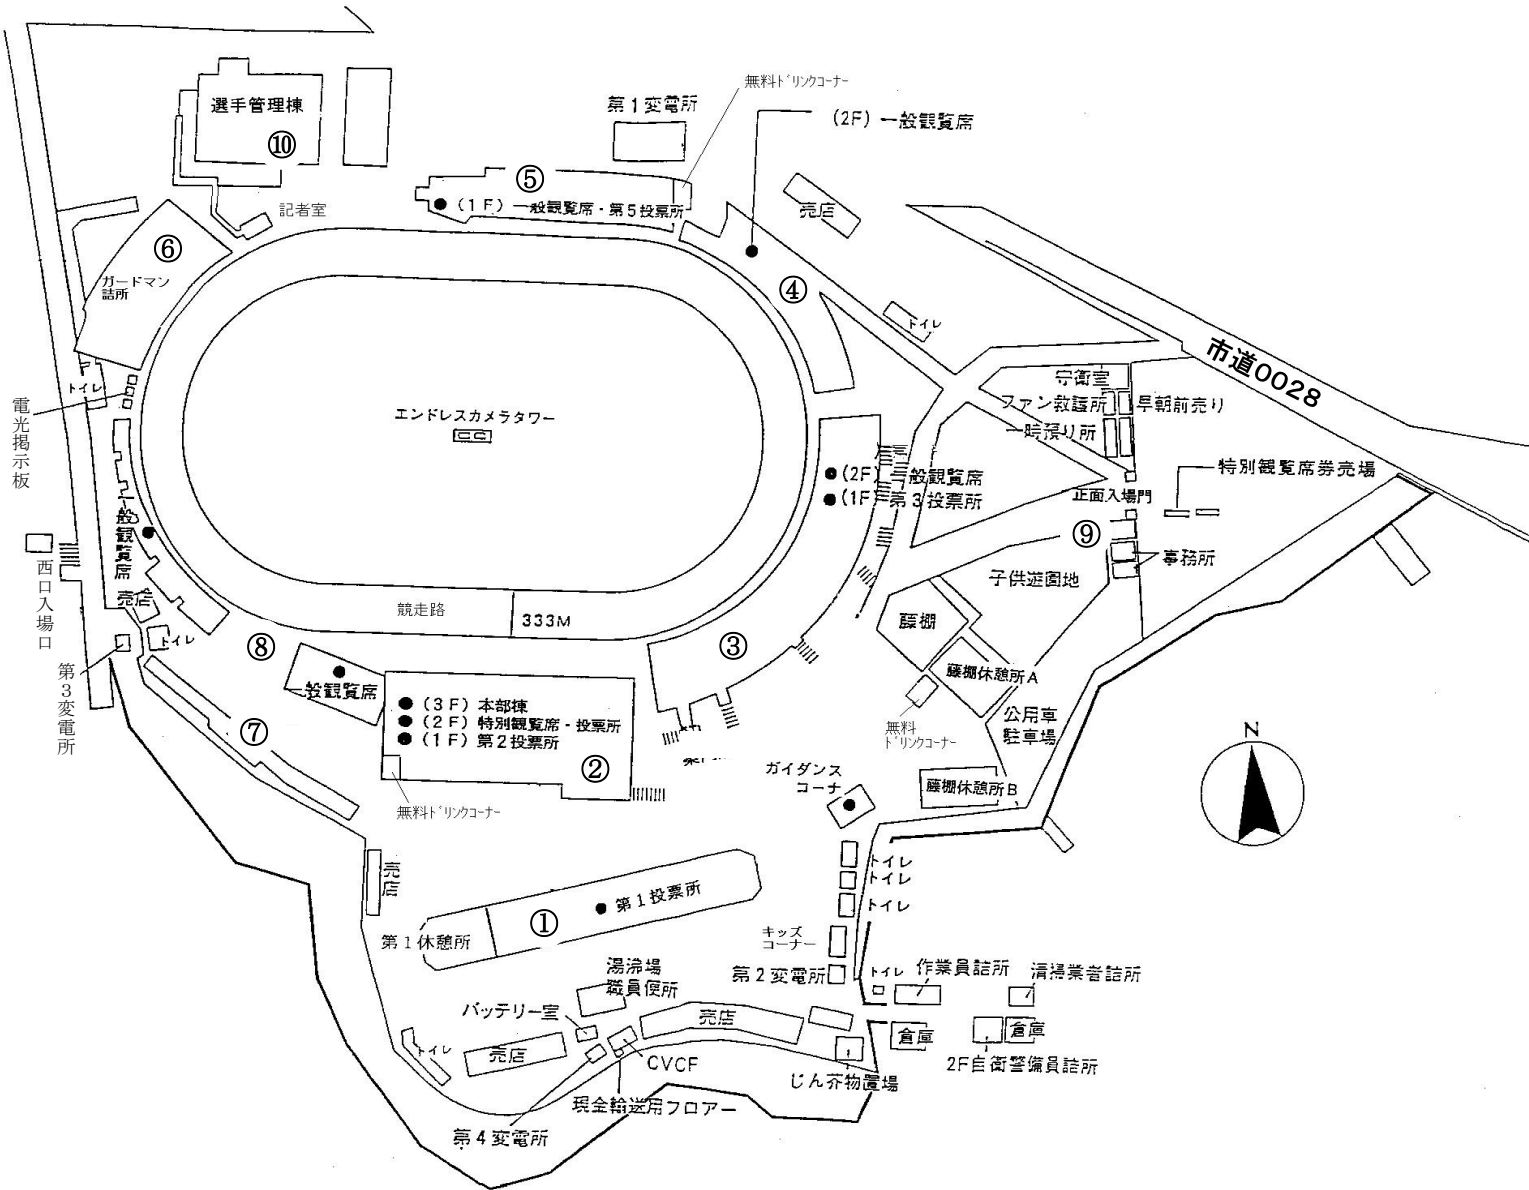 選手管理棟
⑩
第1変電所
無料ﾄﾞﾘﾝｸｺｰﾅｰ
(2F) 一般観覧席
⑤
(1F) 一般観覧席・第5投票所
売店
記者室
⑥
ガードマン
詰所
④
トイレ
市道0028
守衛室
ファン救護所
早朝前売り
一時預り所
トイレ
電光掲示板
エンドレスカメラタワー
(2F) 一般観覧席
(1F) 第3投票所
特別観覧席券売場
正面入場門
⑨
事務所
一般観覧席
西口入場口
売店
トイレ
子供遊園地
藤棚
競走路
333M
⑧
③
第3変電所
一般観覧席
藤棚休憩所A
(3F) 本部棟
(2F) 特別観覧席・投票所
(1F) 第2投票所
⑦
②
無料
ﾄﾞﾘﾝｸｺｰﾅｰ
公用車
駐車場
N
ガイダンス
コーナ
藤棚休憩所B
無料ﾄﾞﾘﾝｸｺｰﾅｰ
売店
トイレ
トイレ
トイレ
①
第1投票所
第1休憩所
キッズ
コーナー
第2変電所
湯沸場
職員便所
トイレ
作業員詰所
清掃業者詰所
バッテリー室
売店
倉庫
倉庫
トイレ
売店
CVCF
2F自衛警備員詰所
じん芥物置場
現金輸送用フロアー
第4変電所